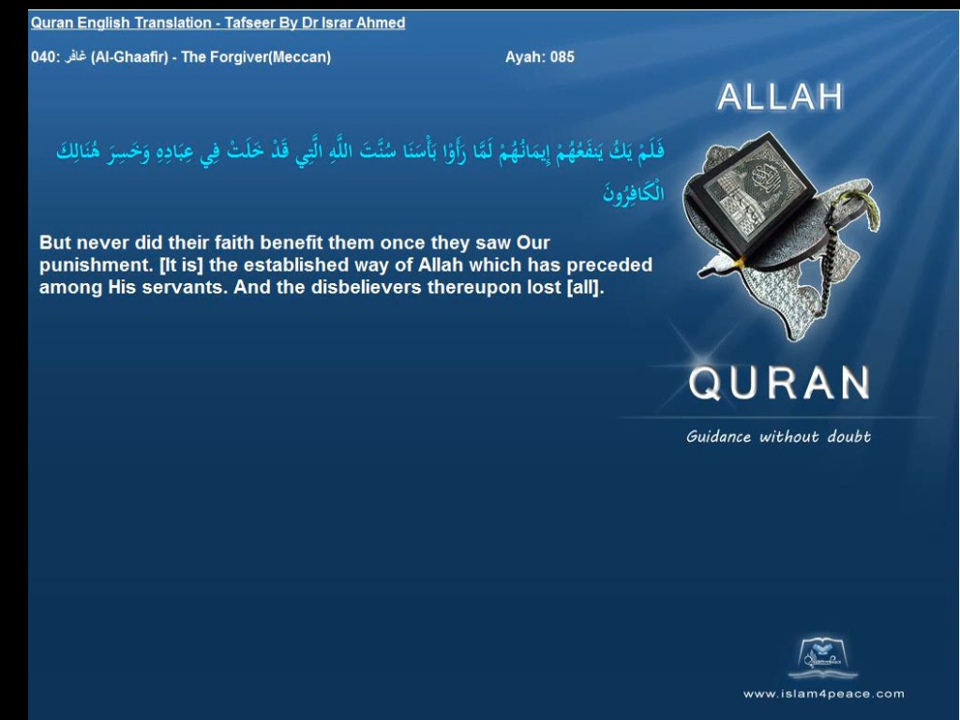 Quran English Translation - Tafseer By Dr Israr Ahmed
040: غافر (Al-Ghaafir) - The Forgiver(Meccan) Ayah: 085
ALLAH
فَلَمْ يَكُ يَنفَعُهُمْ إِيمَانُهُمْ لَمَّا رَأَوْا بَأْسَنَا سُنَّتَ اللَّهِ الَّتِي قَدْ خَلَتْ فِي عِبَادِهِ وَخَسِرَ هُنَالِكَ
الْكَافِرُونَ
But never did their faith benefit them once they saw Our
punishment. [It is] the established way of Allah which has preceded
among His servants. And the disbelievers thereupon lost [all].
QURAN
Guidance without doubt
www.islam4peace.com